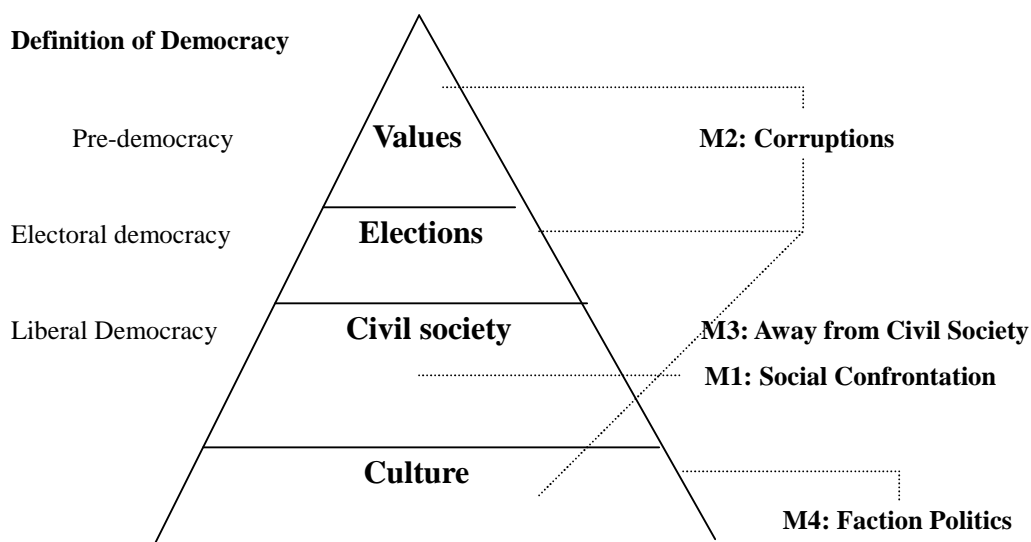 Definition of Democracy
Pre-democracy
Values
M2: Corruptions
Electoral democracy
Elections
Liberal Democracy
Civil society
M3: Away from Civil Society
M1: Social Confrontation
Culture
M4: Faction Politics